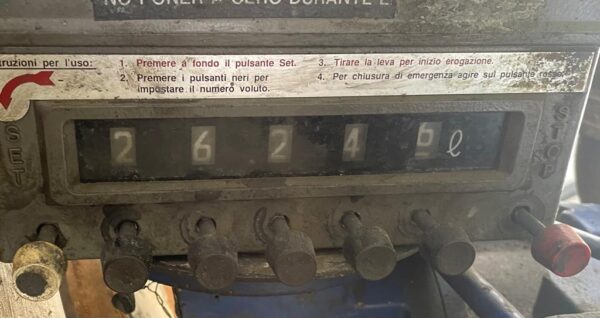 NO PONER A CERO DURANTE E
truzioni per l'uso:
1. Premere a fondo il pulsante Set.
2. Premere i pulsanti neri per
impostare il numero voluto.
3. Tirare la leva per inizio erogazione.
4. Per chiusura di emergenza agire sul pulsante rosso.
SET
2 6 2 4 6 ℓ
STOP